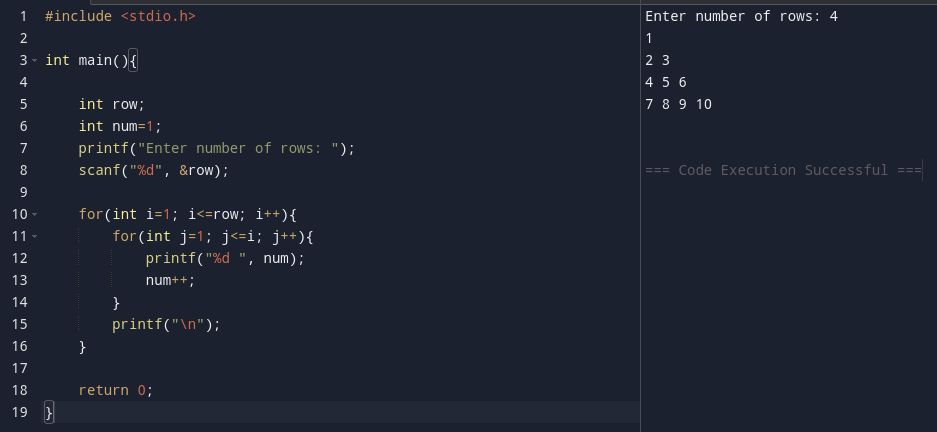 1 #include <stdio.h>
2
3 int main(){
4
5     int row;
6     int num=1;
7     printf("Enter number of rows: ");
8     scanf("%d", &row);
9
10     for(int i=1; i<=row; i++){
11         for(int j=1; j<=i; j++){
12             printf("%d ", num);
13             num++;
14         }
15         printf("\n");
16     }
17
18     return 0;
19 }
Enter number of rows: 4
1
2 3
4 5 6
7 8 9 10
=== Code Execution Successful ===